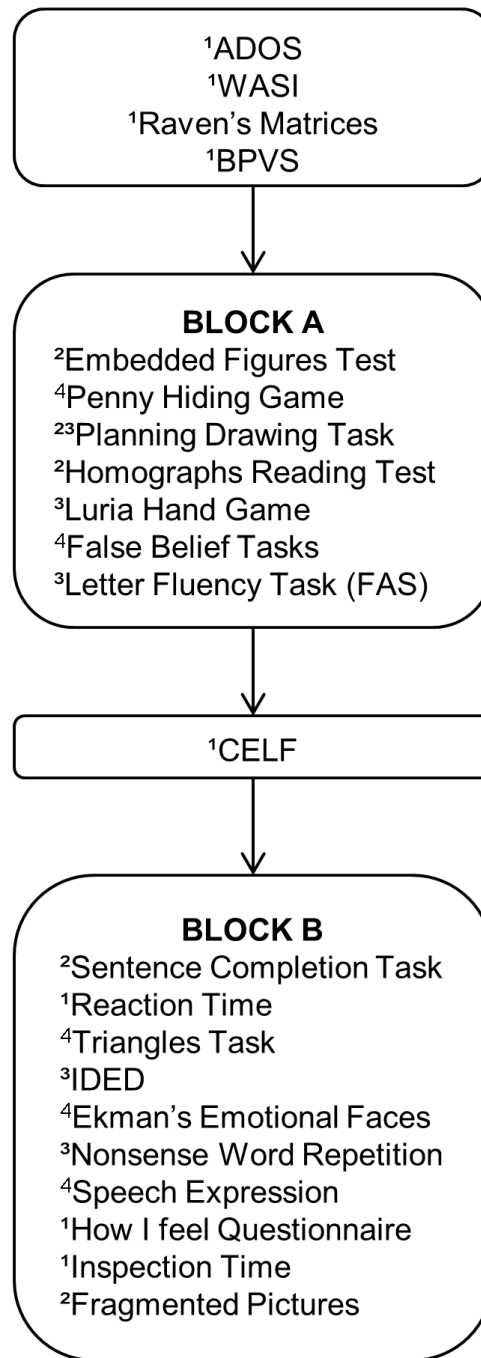 ¹ADOS
¹WASI
¹Raven's Matrices
¹BPVS
BLOCK A
²Embedded Figures Test
⁴Penny Hiding Game
²³Planning Drawing Task
²Homographs Reading Test
³Luria Hand Game
⁴False Belief Tasks
³Letter Fluency Task (FAS)
¹CELF
BLOCK B
²Sentence Completion Task
¹Reaction Time
⁴Triangles Task
³IDED
⁴Ekman's Emotional Faces
³Nonsense Word Repetition
⁴Speech Expression
¹How I feel Questionnaire
¹Inspection Time
²Fragmented Pictures